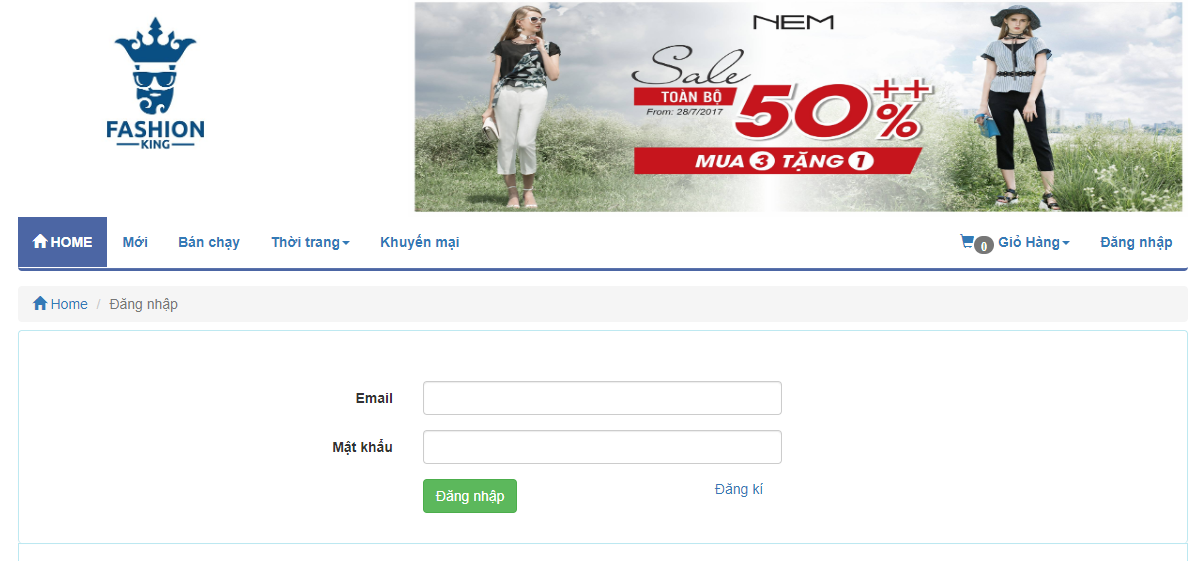 FASHION
KING
NEM
Sale
TOÀN BỘ
From: 28/7/2017
50++%
MUA 3 TẶNG 1
HOME Mới Bán chạy Thời trang Khuyến mại 0 Giỏ Hàng Đăng nhập
Home / Đăng nhập
Email
Mật khẩu
Đăng nhập Đăng kí